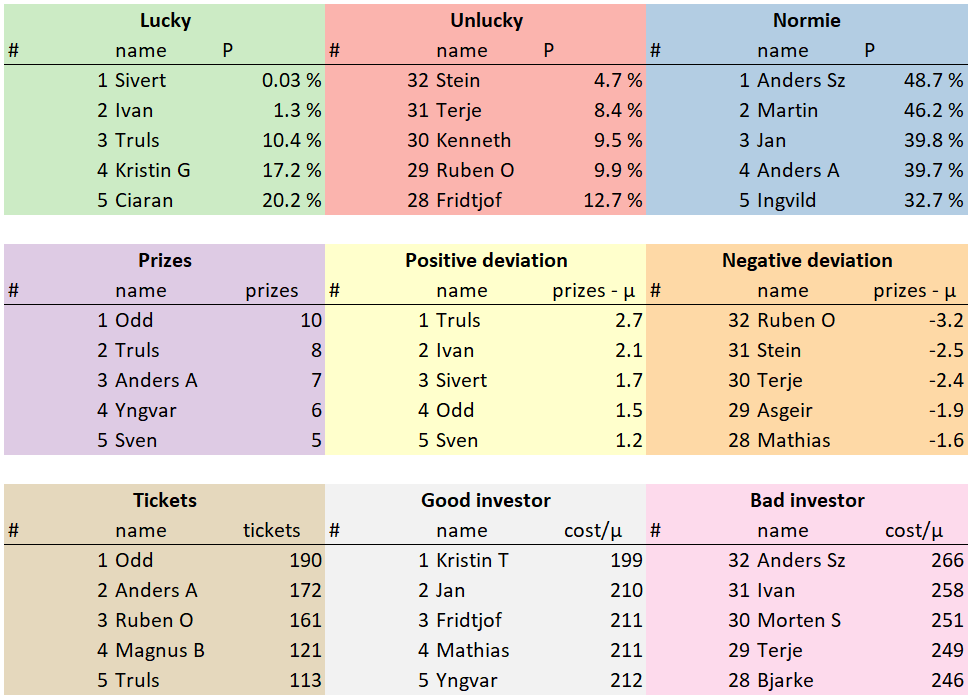 Lucky Unlucky Normie
# name P # name P # name P
1 Sivert 0.03 % 32 Stein 4.7 % 1 Anders Sz 48.7 %
2 Ivan 1.3 % 31 Terje 8.4 % 2 Martin 46.2 %
3 Truls 10.4 % 30 Kenneth 9.5 % 3 Jan 39.8 %
4 Kristin G 17.2 % 29 Ruben O 9.9 % 4 Anders A 39.7 %
5 Ciaran 20.2 % 28 Fridtjof 12.7 % 5 Ingvild 32.7 %
Prizes Positive deviation Negative deviation
# name prizes # name prizes - μ # name prizes - μ
1 Odd 10 1 Truls 2.7 32 Ruben O -3.2
2 Truls 8 2 Ivan 2.1 31 Stein -2.5
3 Anders A 7 3 Sivert 1.7 30 Terje -2.4
4 Yngvar 6 4 Odd 1.5 29 Asgeir -1.9
5 Sven 5 5 Sven 1.2 28 Mathias -1.6
Tickets Good investor Bad investor
# name tickets # name cost/μ # name cost/μ
1 Odd 190 1 Kristin T 199 32 Anders Sz 266
2 Anders A 172 2 Jan 210 31 Ivan 258
3 Ruben O 161 3 Fridtjof 211 30 Morten S 251
4 Magnus B 121 4 Mathias 211 29 Terje 249
5 Truls 113 5 Yngvar 212 28 Bjarke 246